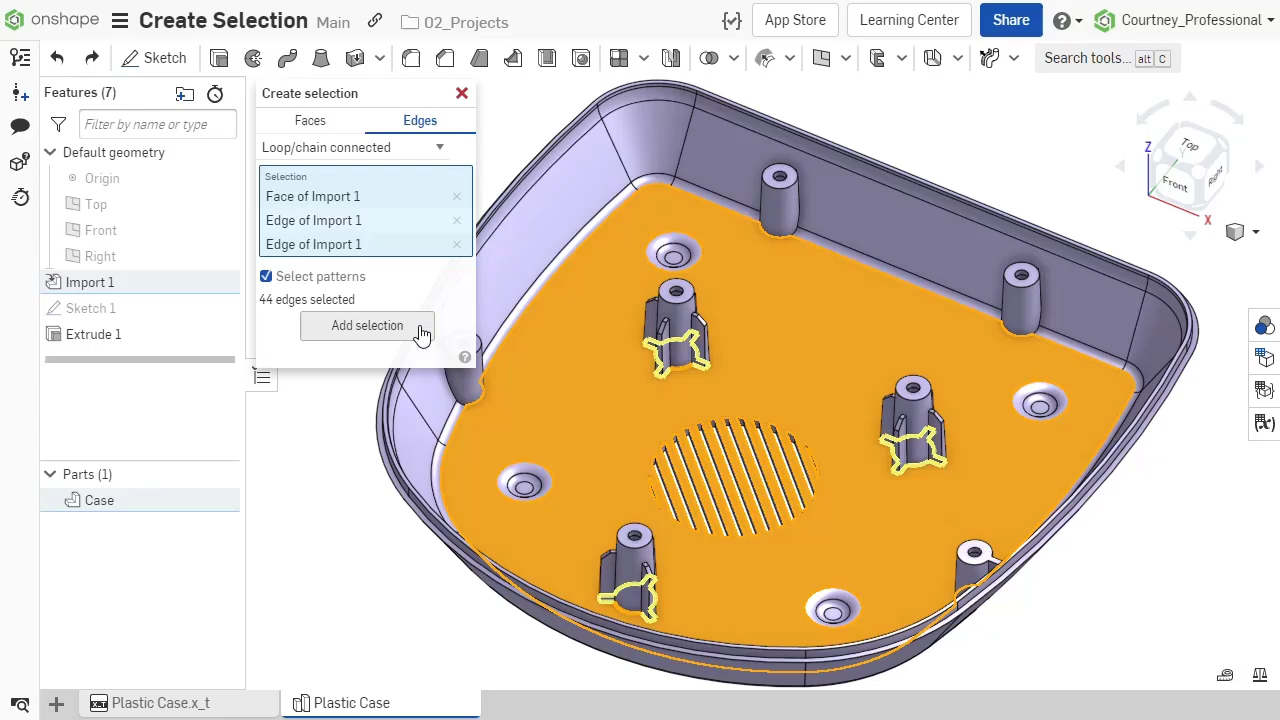 onshape Create Selection Main 02_Projects App Store Learning Center Share Courtney_Professional
Sketch Search tools... alt C
Features (7)
Filter by name or type
Default geometry
Origin
Top
Front
Right
Import 1
Sketch 1
Extrude 1
Parts (1)
Case
Create selection
Faces Edges
Loop/chain connected
Selection
Face of Import 1
Edge of Import 1
Edge of Import 1
Select patterns
44 edges selected
Add selection
Z
Y
Top
Front
Right
X
Plastic Case.x_t Plastic Case